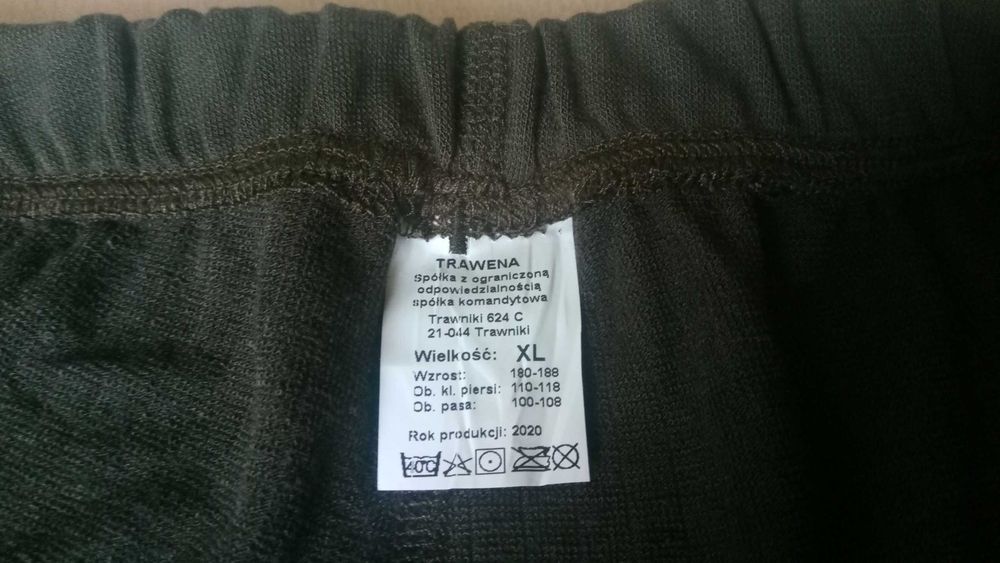 TRAWENA
Spółka z ograniczoną
odpowiedzialnością
spółka komandytowa
Trawniki 624 C
21-044 Trawniki
Wielkość: XL
Wzrost: 180-188
Ob. kl. piersi: 110-118
Ob. pasa: 100-108
Rok produkcji: 2020
40C